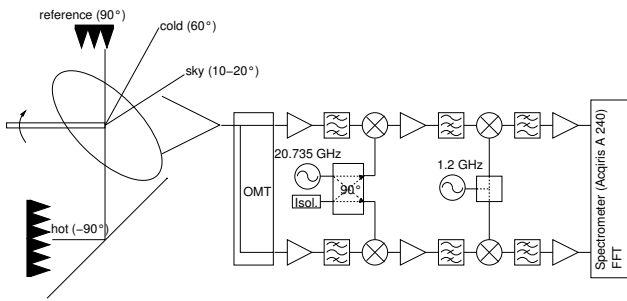 reference (90°)
cold (60°)
sky (10−20°)
hot (−90°)
OMT
20.735 GHz
90°
Isol.
1.2 GHz
Spectrometer (Acqiris A 240)
FFT